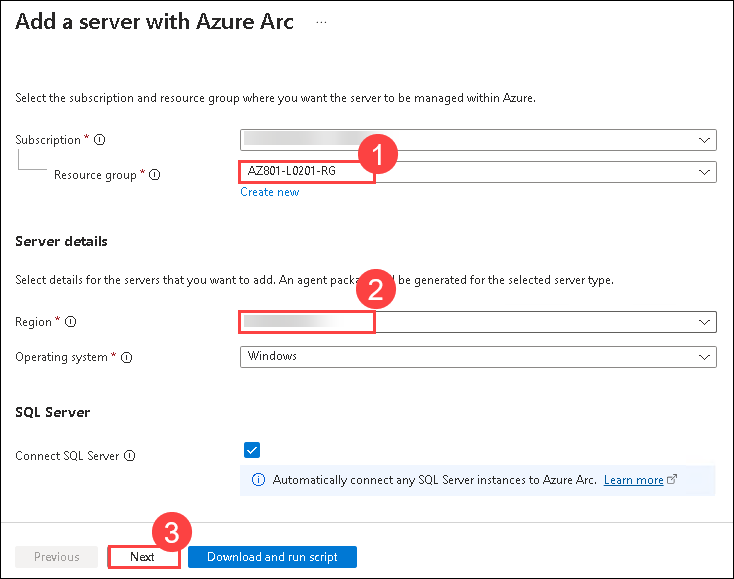 Add a server with Azure Arc ...
Select the subscription and resource group where you want the server to be managed within Azure.
Subscription *
1
Resource group *
AZ801-L0201-RG
Create new
Server details
Select details for the servers that you want to add. An agent pack be generated for the selected server type.
2
Region *
Operating system *
Windows
SQL Server
Connect SQL Server
Automatically connect any SQL Server instances to Azure Arc. Learn more
3
Previous
Next
Download and run script